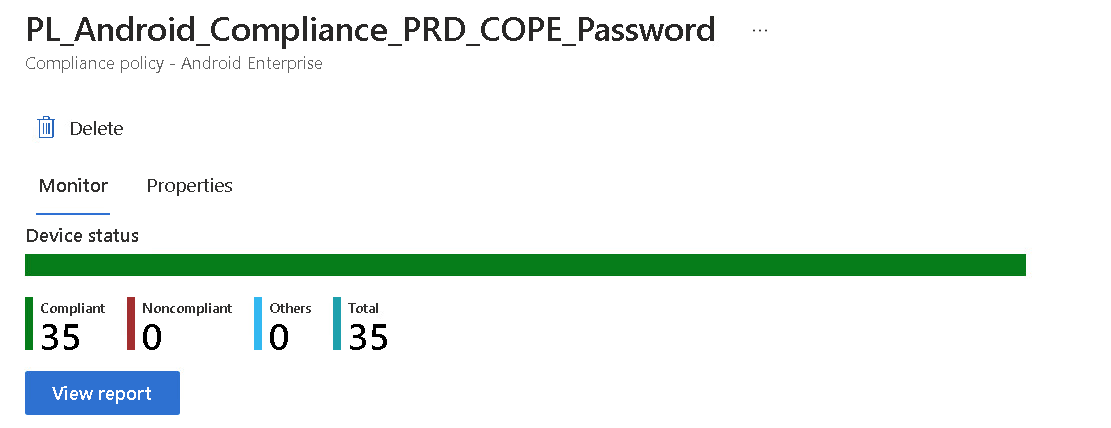 PL_Android_Compliance_PRD_COPE_Password ...
Compliance policy - Android Enterprise
Delete
Monitor Properties
Device status
Compliant Noncompliant Others Total
35 0 0 35
View report